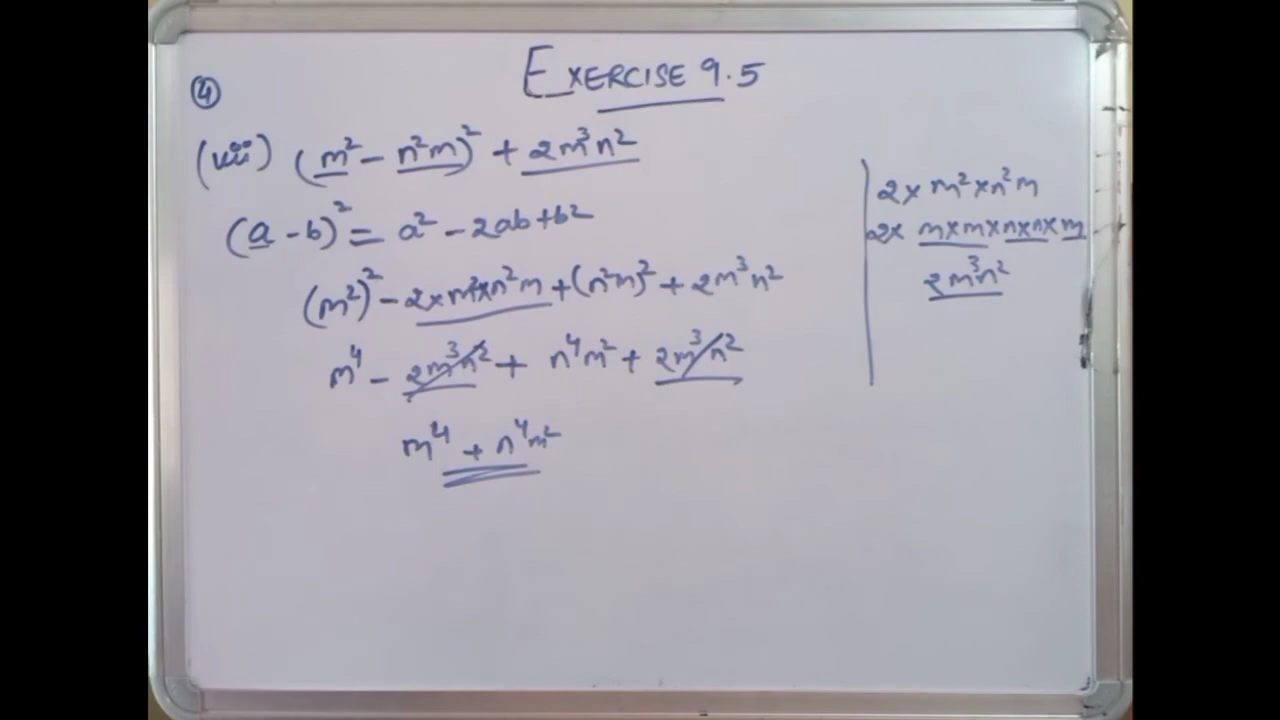 EXERCISE 9.5
④
(vii) (m² - n²m)² + 2m³n²
(a - b)² = a² - 2ab + b²
(m²)² - 2×m²×n²m + (n²m)² + 2m³n²
m⁴ - 2m³n² + n⁴m² + 2m³n²
m⁴ + n⁴m²
2 × m² × n²m
2× m×m×n×n×m
2m³n²